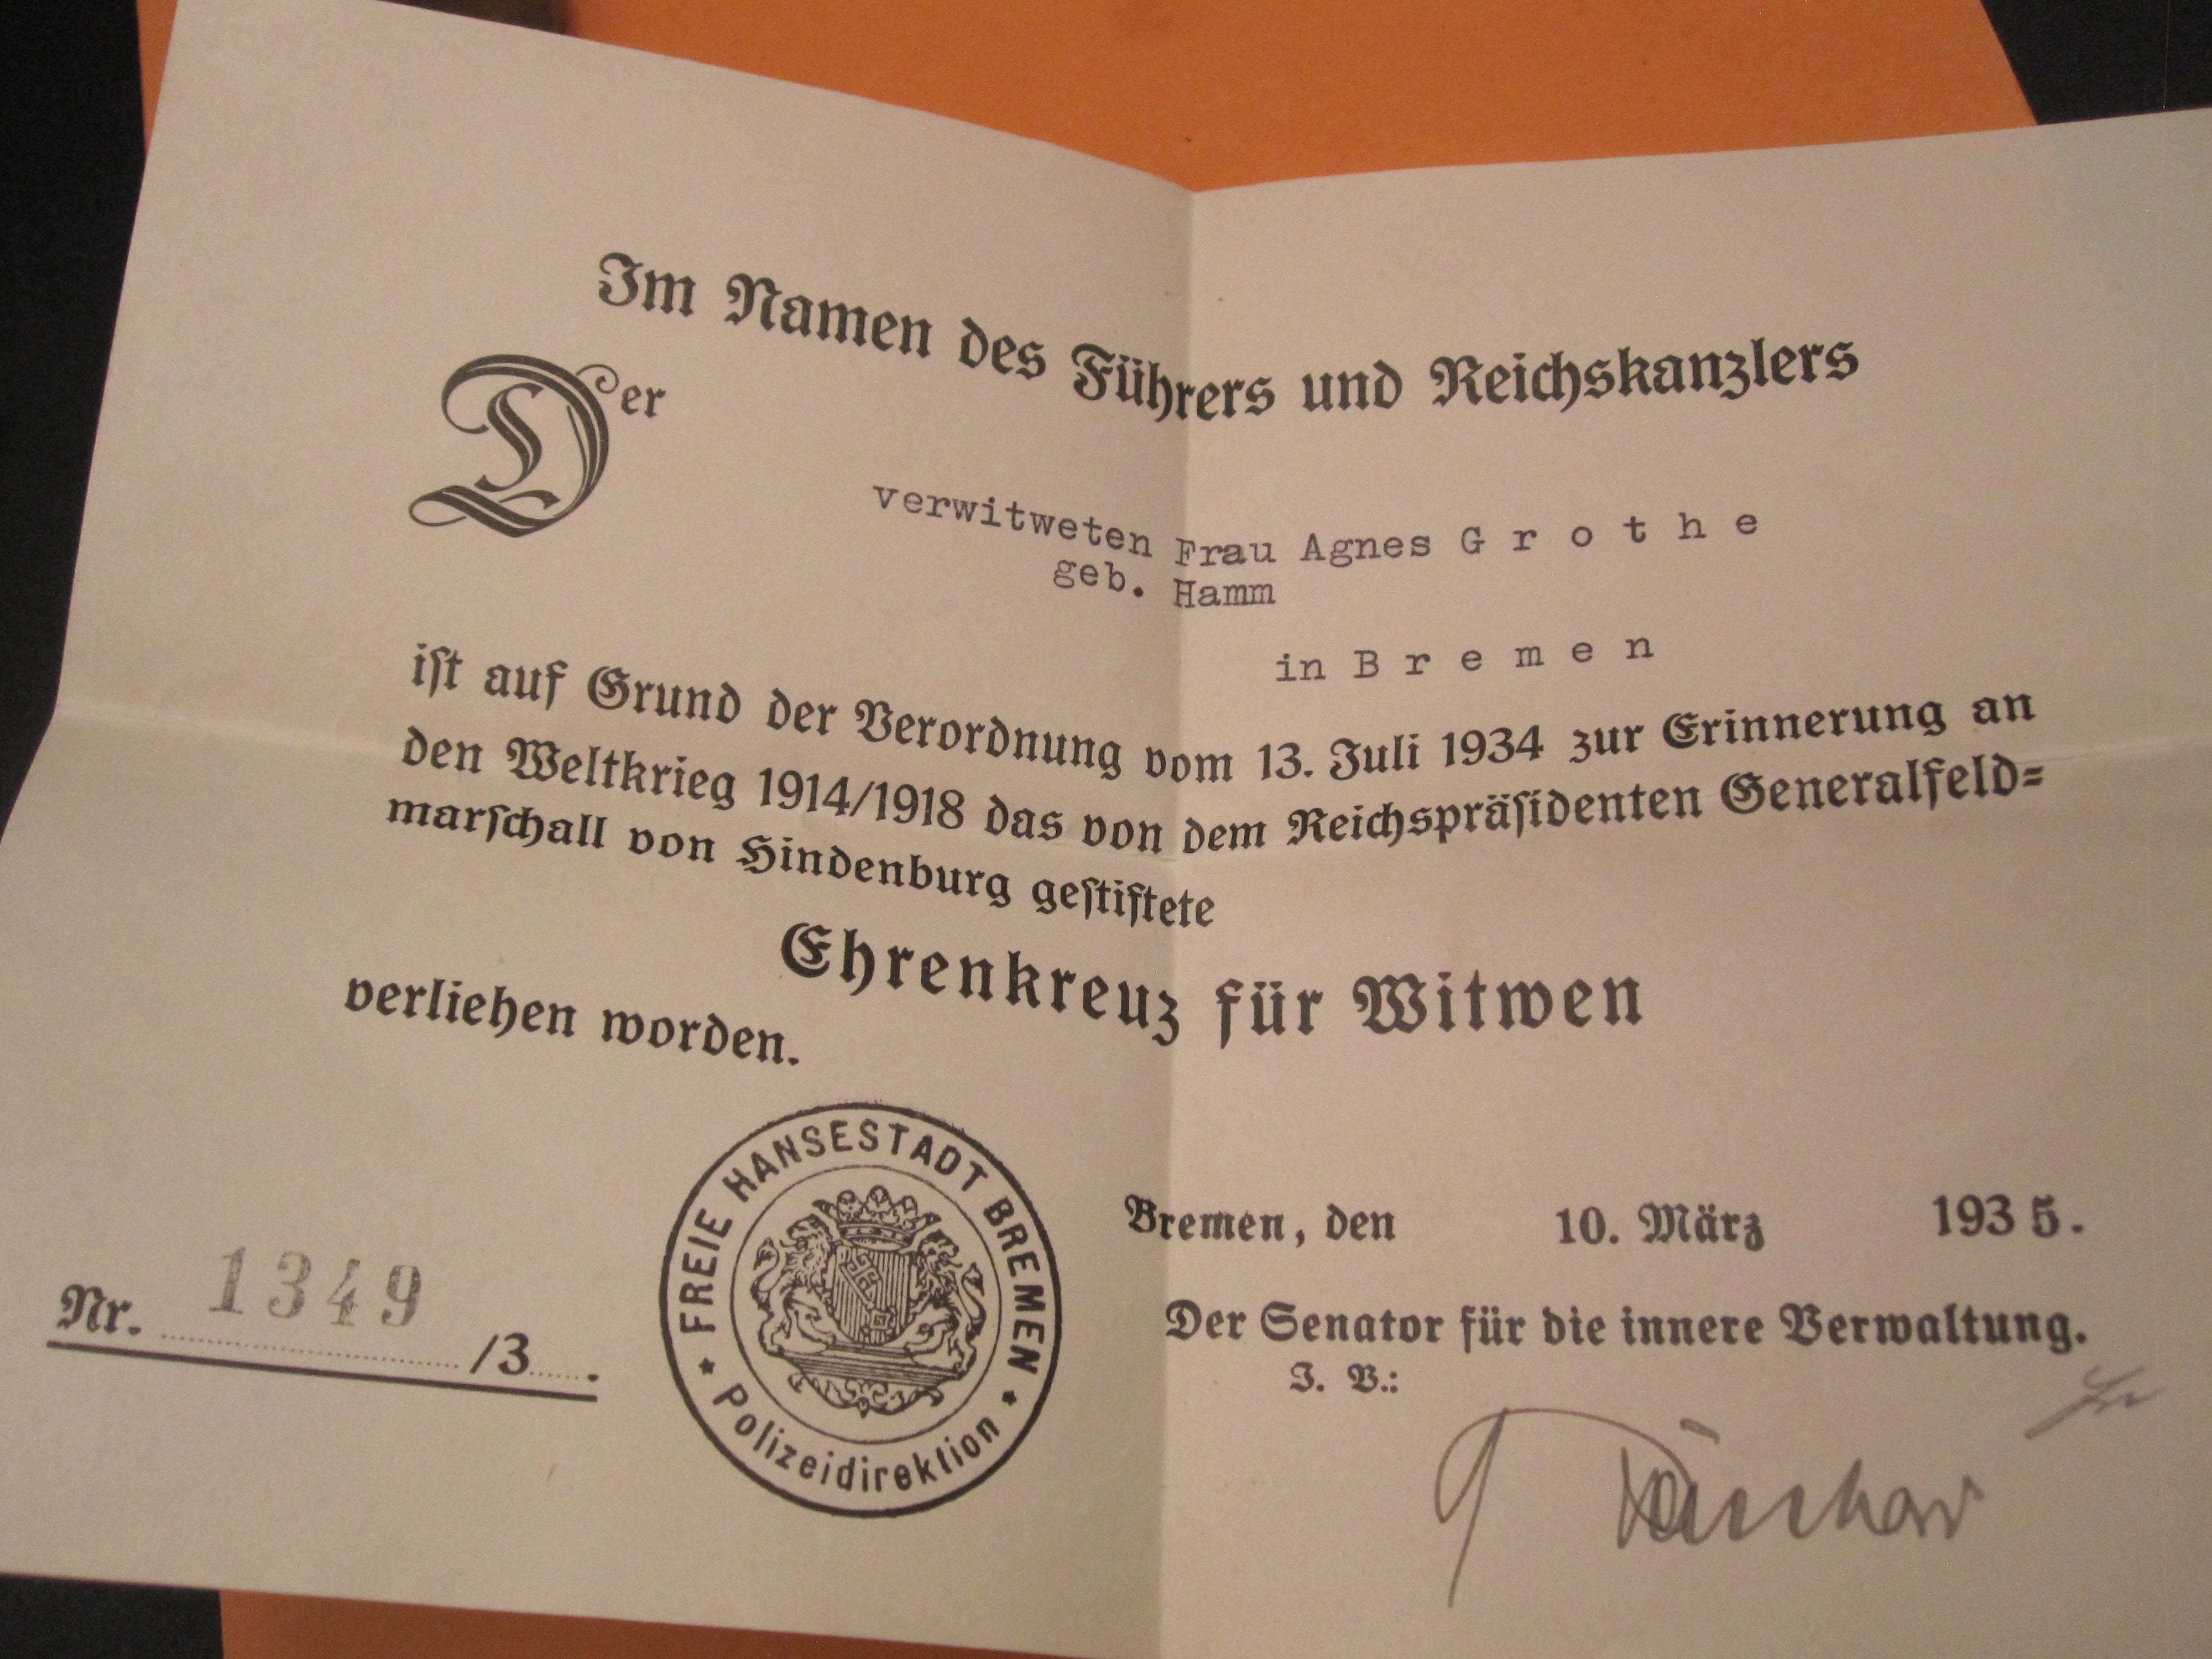 Im Namen des Führers und Reichskanzlers
Der
verwitweten Frau Agnes G r o t h e
geb. Hamm
in B r e m e n
ist auf Grund der Verordnung vom 13. Juli 1934 zur Erinnerung an
den Weltkrieg 1914/1918 das von dem Reichspräsidenten Generalfeld=
marschall von Hindenburg gestiftete
Ehrenkreuz für Witwen
verliehen worden.
Bremen, den 10. März 1935.
Nr. 1349 /3 .
FREIE HANSESTADT BREMEN
* Polizeidirektion *
Der Senator für die innere Verwaltung.
I. V.: